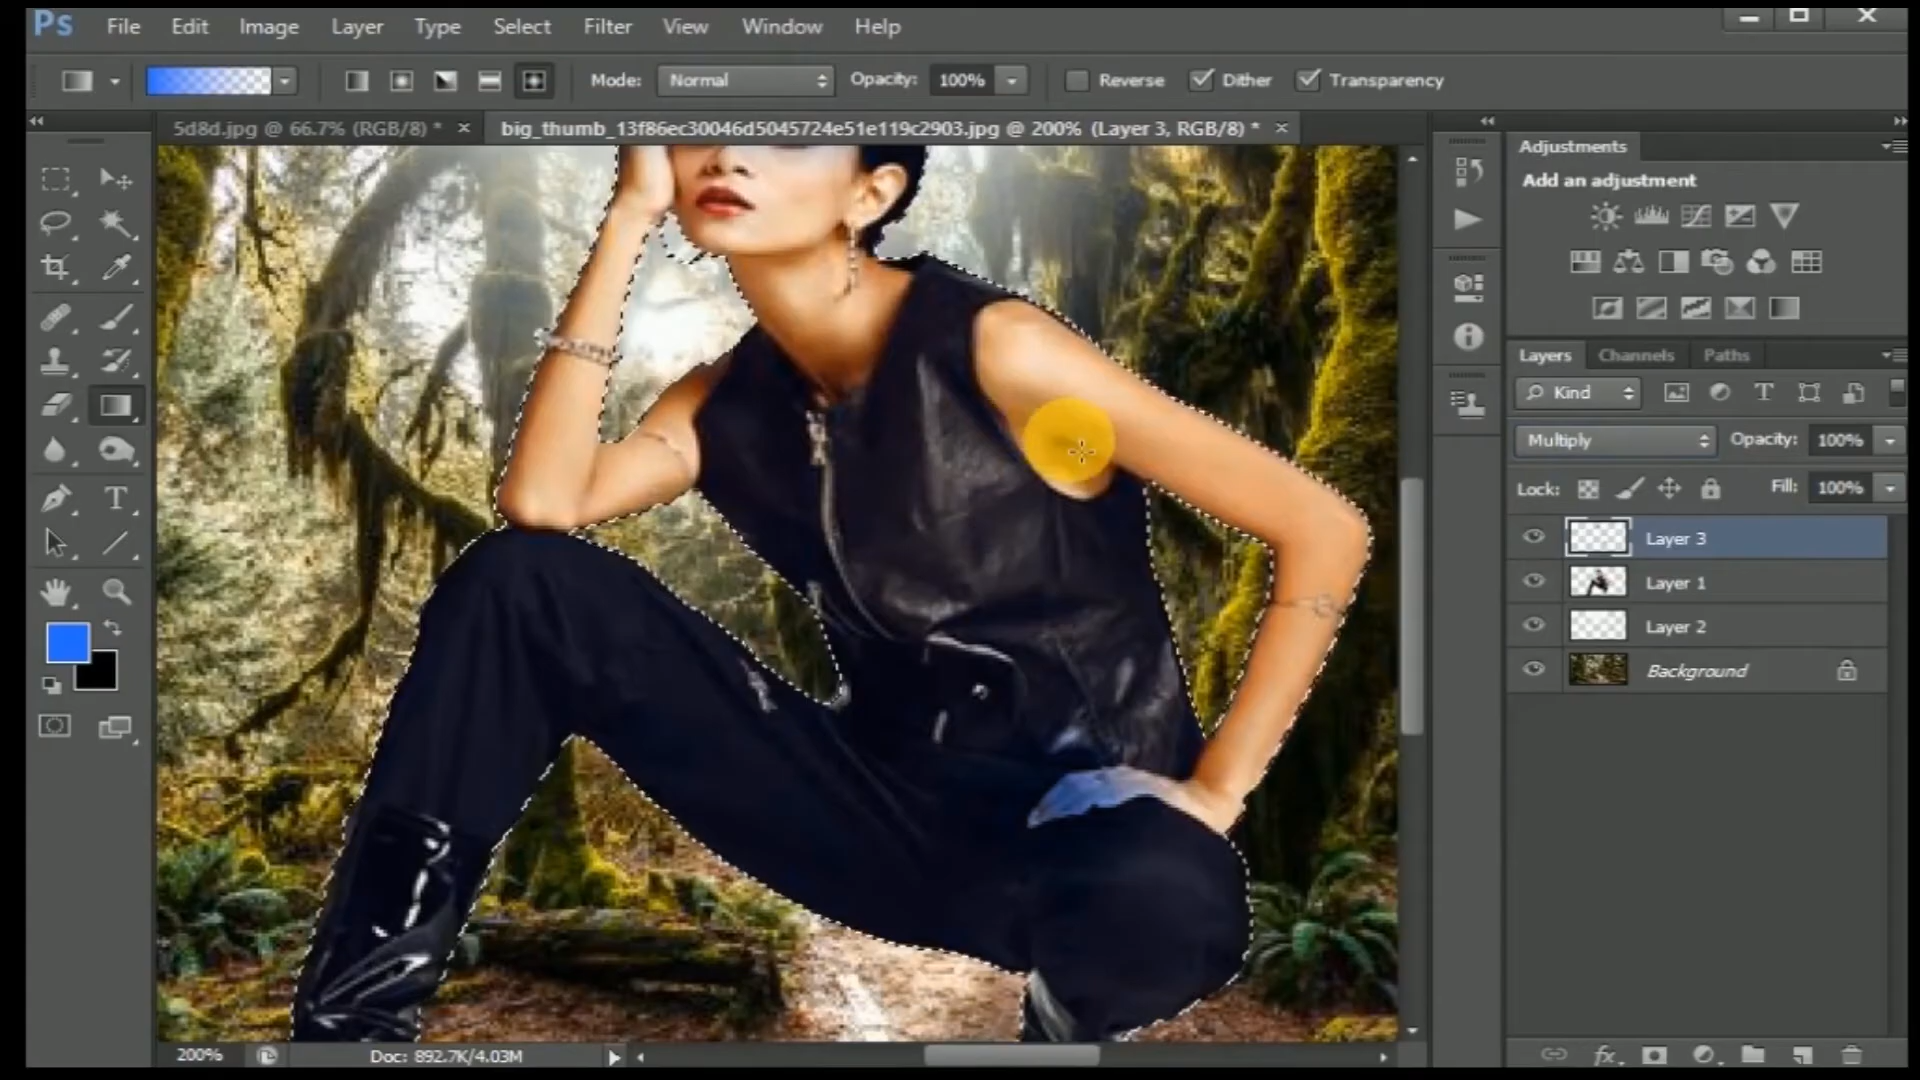 Ps File Edit Image Layer Type Select Filter View Window Help
Mode: Normal Opacity: 100% Reverse Dither Transparency
5d8d.jpg @ 66.7% (RGB/8) * × big_thumb_13f86ec30046d5045724e51e119c2903.jpg @ 200% (Layer 3, RGB/8) * ×
Adjustments
Add an adjustment
Layers Channels Paths
Kind
Multiply Opacity: 100%
Lock: Fill: 100%
Layer 3
Layer 1
Layer 2
Background
200% Doc: 892.7K/4.03M